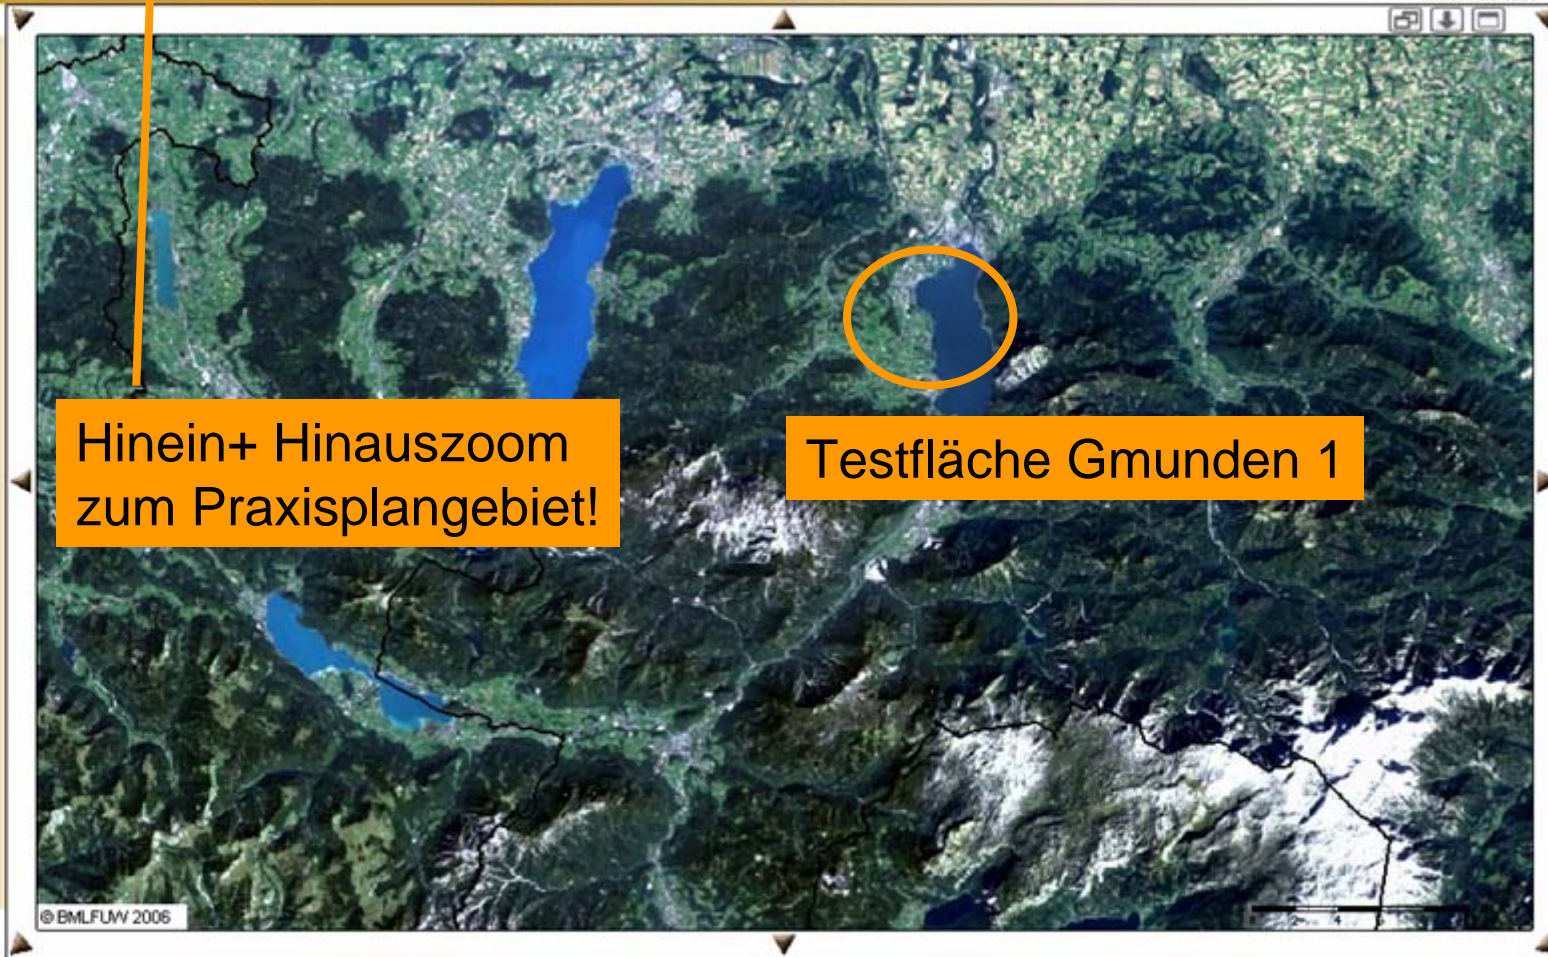 Hinein+ Hinauszoom
zum Praxisplangebiet!
Testfläche Gmunden 1
© BMLFUW 2006